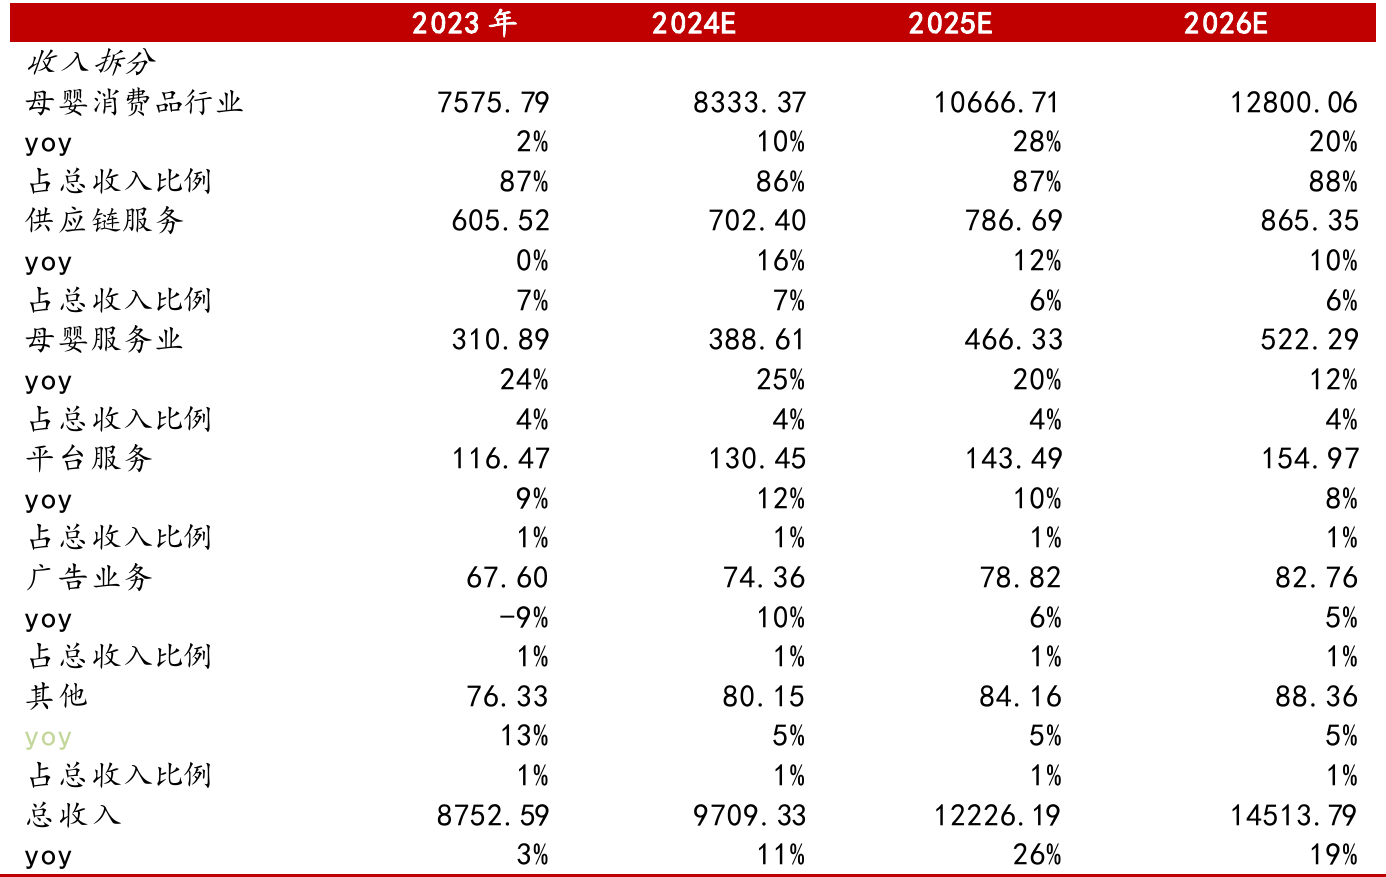 2023年 2024E 2025E 2026E
收入拆分
母婴消费品行业 7575.79 8333.37 10666.71 12800.06
yoy 2% 10% 28% 20%
占总收入比例 87% 86% 87% 88%
供应链服务 605.52 702.40 786.69 865.35
yoy 0% 16% 12% 10%
占总收入比例 7% 7% 6% 6%
母婴服务业 310.89 388.61 466.33 522.29
yoy 24% 25% 20% 12%
占总收入比例 4% 4% 4% 4%
平台服务 116.47 130.45 143.49 154.97
yoy 9% 12% 10% 8%
占总收入比例 1% 1% 1% 1%
广告业务 67.60 74.36 78.82 82.76
yoy -9% 10% 6% 5%
占总收入比例 1% 1% 1% 1%
其他 76.33 80.15 84.16 88.36
yoy 13% 5% 5% 5%
占总收入比例 1% 1% 1% 1%
总收入 8752.59 9709.33 12226.19 14513.79
yoy 3% 11% 26% 19%